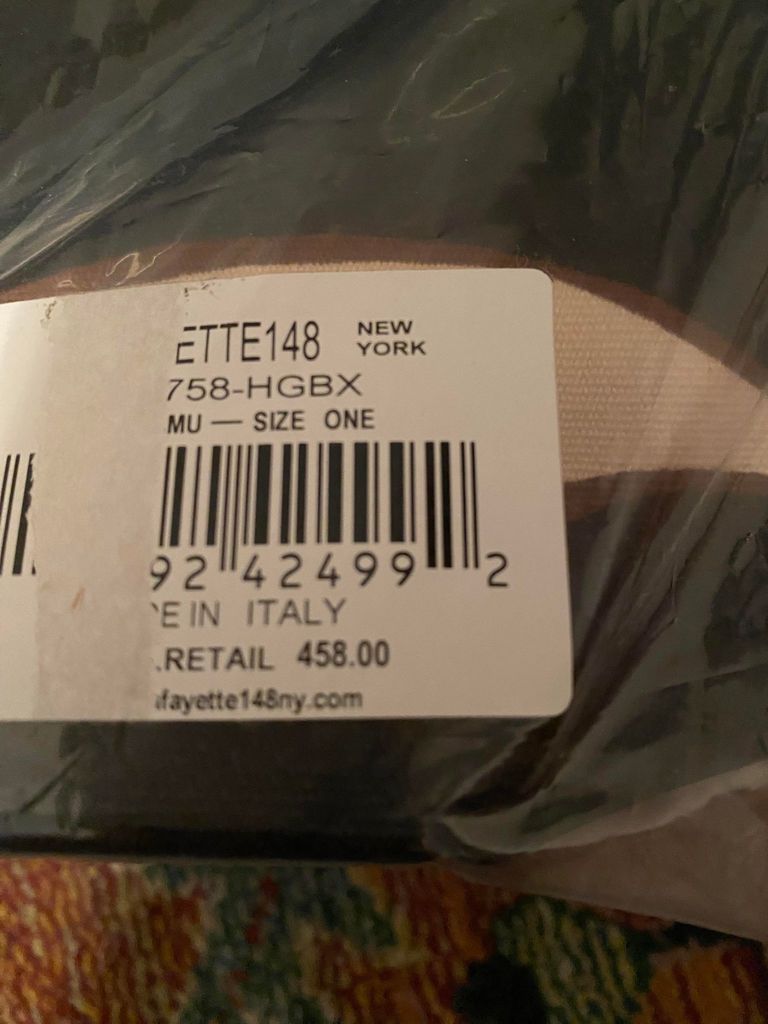 ETTE148 NEW YORK
758-HGBX
MU — SIZE ONE
92 42499 2
E IN ITALY
.RETAIL 458.00
fayette148ny.com